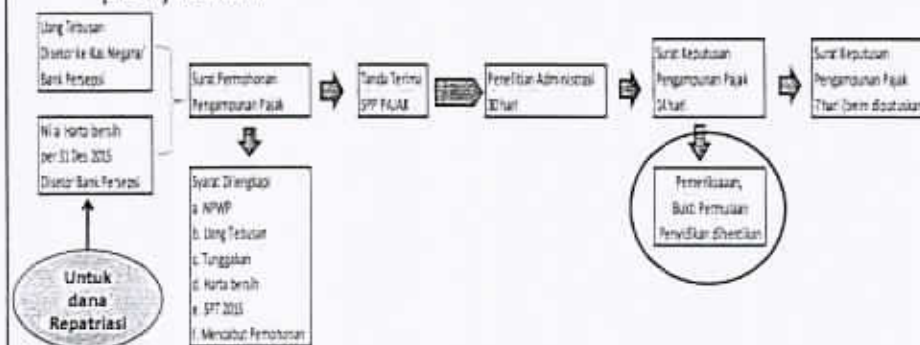 Uang Tebusan
Disetor ke Kas Negara/
Bank Persepsi
Nilai Harta bersih
per 31 Des 2015
Disetor Bank Persepsi
Untuk
dana
Repatriasi
Surat Permohonan
Pengampunan Pajak
Syarat Dilengkapi
a. NPWP
b. Uang Tebusan
c. Tunggakan
d. Harta bersih
e. SPT 2015
f. Mencabut Permohonan
Tanda Terima
SPP PAJAK
Penelitian Administrasi
Surat Keputusan
Pengampunan Pajak
14 hari
Pemeriksaan,
Bukti Permulaan
Penyidikan dihentikan
Surat Keputusan
Pengampunan Pajak